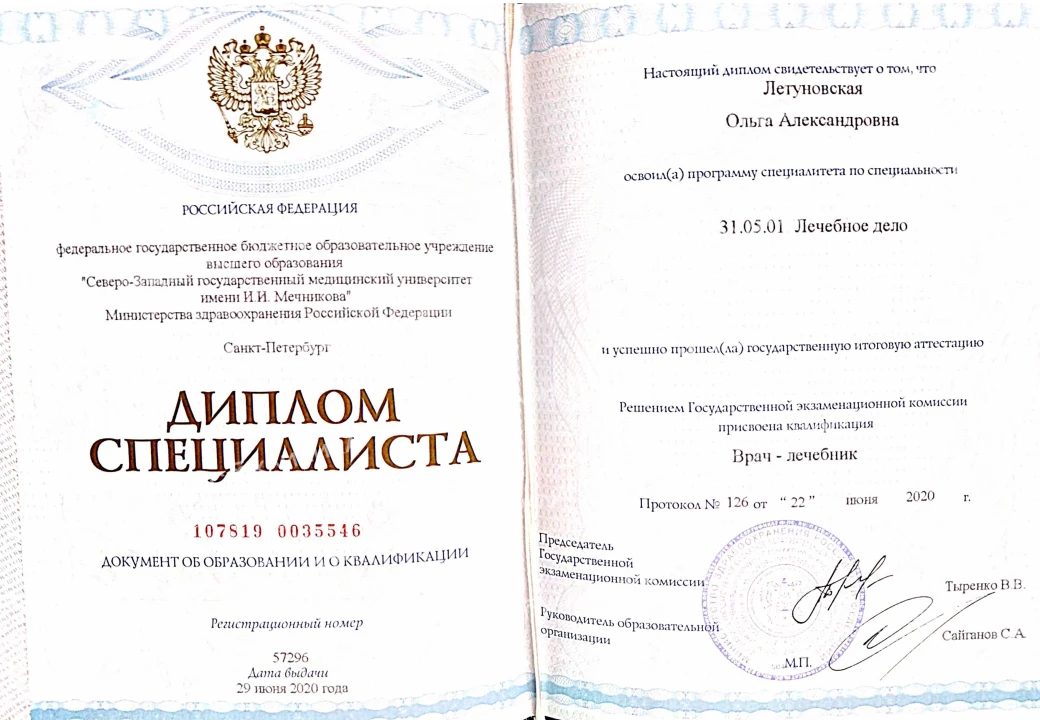 РОССИЙСКАЯ ФЕДЕРАЦИЯ
федеральное государственное бюджетное образовательное учреждение
высшего образования
"Северо-Западный государственный медицинский университет
имени И.И. Мечникова"
Министерства здравоохранения Российской Федерации
Санкт-Петербург
ДИПЛОМ
СПЕЦИАЛИСТА
107819 0035546
ДОКУМЕНТ ОБ ОБРАЗОВАНИИ И О КВАЛИФИКАЦИИ
Регистрационный номер
57296
Дата выдачи
29 июня 2020 года
Настоящий диплом свидетельствует о том, что
Летуновская
Ольга Александровна
освоил(а) программу специалитета по специальности
31.05.01 Лечебное дело
и успешно прошел(ла) государственную итоговую аттестацию
Решением Государственной экзаменационной комиссии
присвоена квалификация
Врач - лечебник
Протокол № 126 от “ 22 ” июня 2020 г.
Председатель
Государственной
экзаменационной комиссии
Тыренко В.В.
Руководитель образовательной
организации
Сайганов С.А.
М.П.